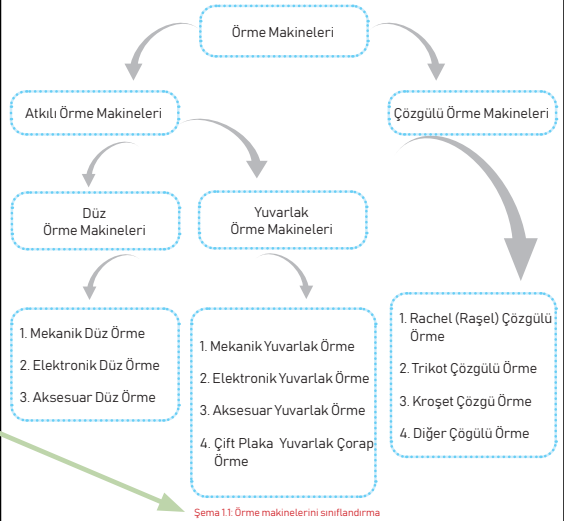 Örme Makineleri
Atkılı Örme Makineleri
Çözgülü Örme Makineleri
Düz
Örme Makineleri
Yuvarlak
Örme Makineleri
1. Mekanik Düz Örme
2. Elektronik Düz Örme
3. Aksesuar Düz Örme
1. Mekanik Yuvarlak Örme
2. Elektronik Yuvarlak Örme
3. Aksesuar Yuvarlak Örme
4. Çift Plaka Yuvarlak Çorap
Örme
1. Rachel (Raşel) Çözgülü
Örme
2. Trikot Çözgülü Örme
3. Kroşet Çözgü Örme
4. Diğer Çögülü Örme
Şema 1.1: Örme makinelerini sınıflandırma